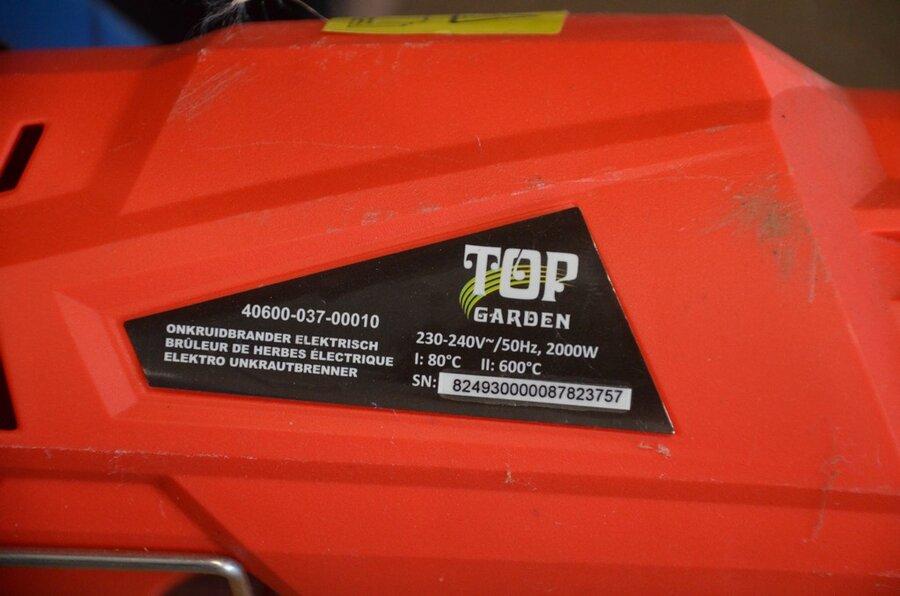 TOP
GARDEN
40600-037-00010
ONKRUIDBRANDER ELEKTRISCH
BRÛLEUR DE HERBES ÉLECTRIQUE
ELEKTRO UNKRAUTBRENNER
230-240V~/50Hz, 2000W
I: 80°C II: 600°C
SN: 824930000087823757